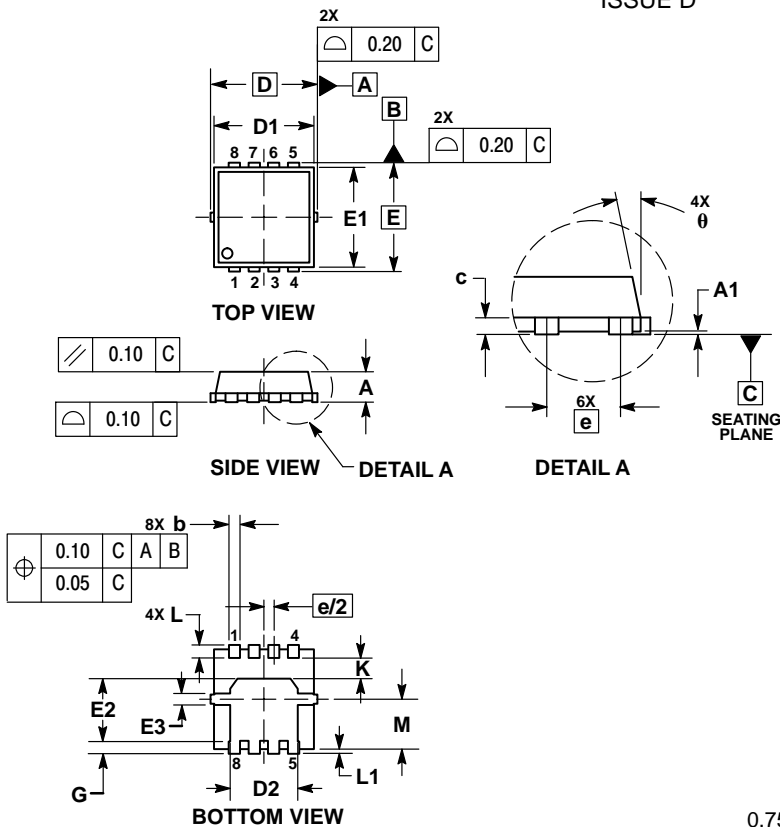 ISSUE D
2X
⌓ 0.20 C
D
A
D1
B
2X
⌓ 0.20 C
8 7 6 5
E1
E
1 2 3 4
TOP VIEW
4X
θ
c
A1
6X
e
C
SEATING
PLANE
DETAIL A
// 0.10 C
A
⌓ 0.10 C
SIDE VIEW
DETAIL A
8X b
⌖ 0.10 C A B
0.05 C
e/2
4X L
1 4
K
E2
E3
M
8 5
L1
G
D2
BOTTOM VIEW